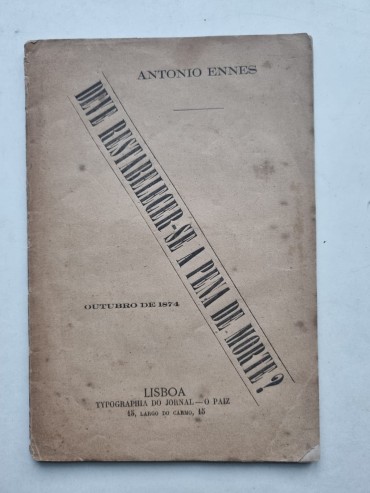 ANTONIO ENNES
DEVE RESTABELECER-SE A PENA DE MORTE?
OUTUBRO DE 1874
LISBOA
TYPOGRAPHIA DO JORNAL—O PAIZ
15, LARGO DO CARMO, 15